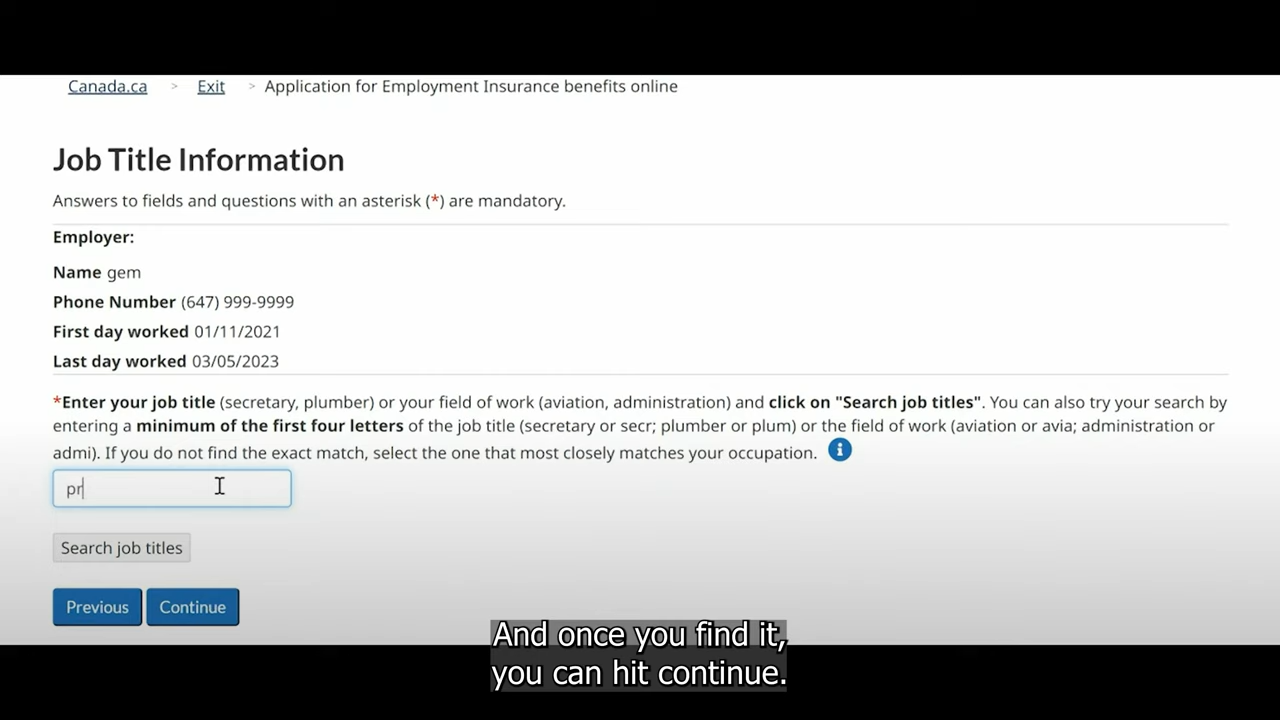 Canada.ca > Exit > Application for Employment Insurance benefits online
Job Title Information
Answers to fields and questions with an asterisk (*) are mandatory.
Employer:
Name gem
Phone Number (647) 999-9999
First day worked 01/11/2021
Last day worked 03/05/2023
*Enter your job title (secretary, plumber) or your field of work (aviation, administration) and click on "Search job titles". You can also try your search by
entering a minimum of the first four letters of the job title (secretary or secr; plumber or plum) or the field of work (aviation or avia; administration or
admi). If you do not find the exact match, select the one that most closely matches your occupation.
pr
Search job titles
Previous Continue
And once you find it,
you can hit continue.